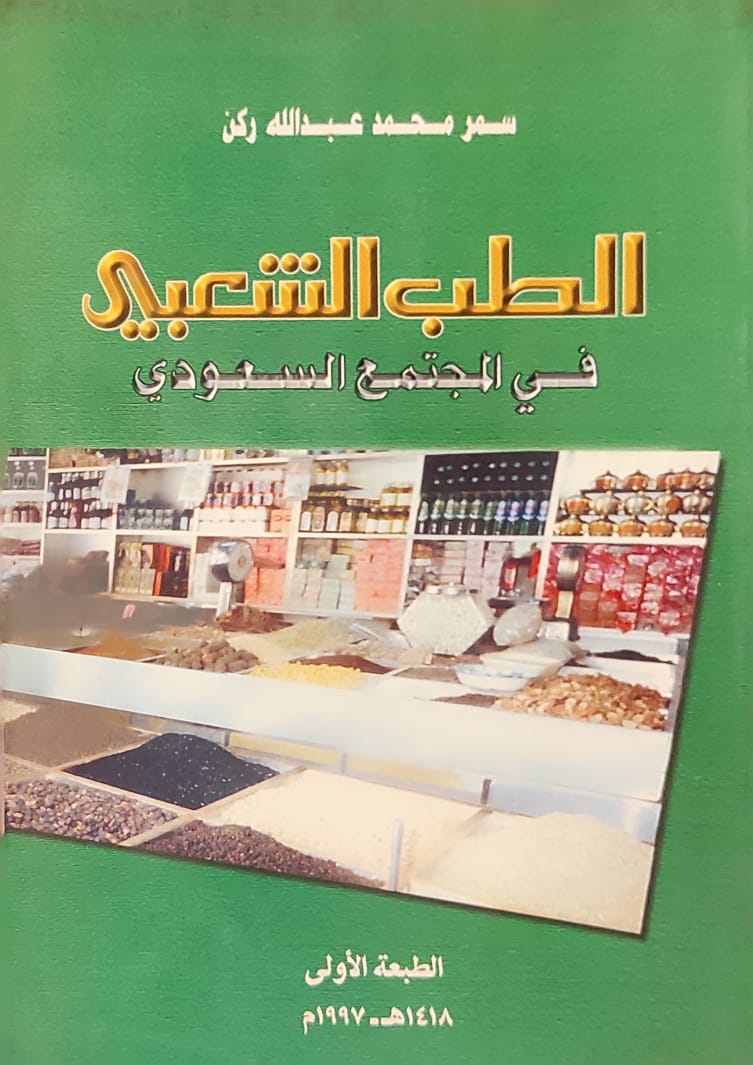 سمر محمد عبدالله ركن
الطب الشعبي
في المجتمع السعودي
الطبعة الأولى
١٤١٨هـ ـ ١٩٩٧م